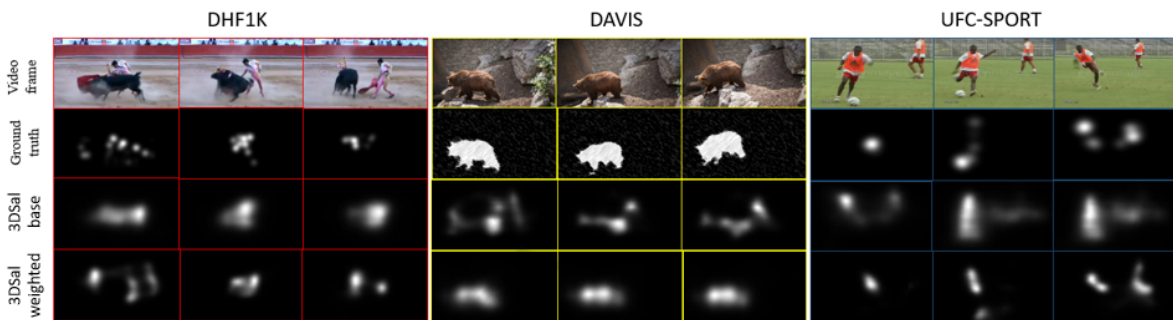 DHF1K
DAVIS
UFC-SPORT
Video
frame
Ground
truth
3DSal
base
3DSal
weighted